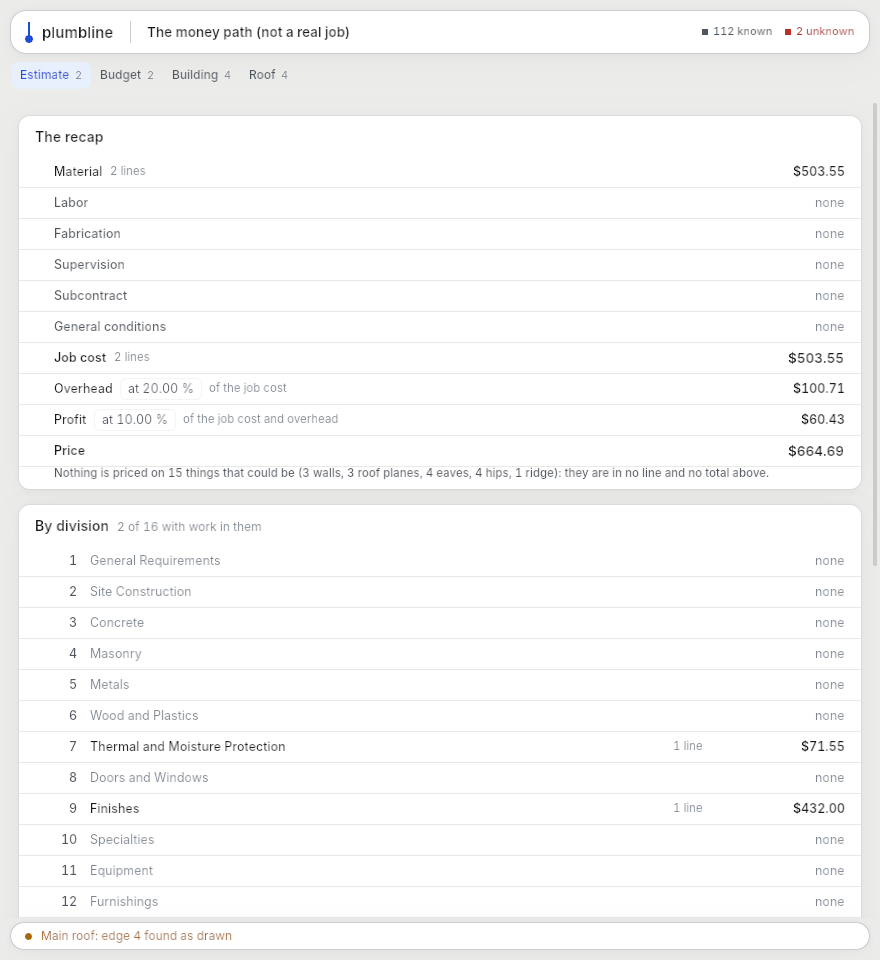 plumbline The money path (not a real job) 112 known 2 unknown
Estimate 2 Budget 2 Building 4 Roof 4
The recap
Material 2 lines $503.55
Labor none
Fabrication none
Supervision none
Subcontract none
General conditions none
Job cost 2 lines $503.55
Overhead at 20.00 % of the job cost $100.71
Profit at 10.00 % of the job cost and overhead $60.43
Price $664.69
Nothing is priced on 15 things that could be (3 walls, 3 roof planes, 4 eaves, 4 hips, 1 ridge): they are in no line and no total above.
By division 2 of 16 with work in them
1 General Requirements none
2 Site Construction none
3 Concrete none
4 Masonry none
5 Metals none
6 Wood and Plastics none
7 Thermal and Moisture Protection 1 line $71.55
8 Doors and Windows none
9 Finishes 1 line $432.00
10 Specialties none
11 Equipment none
12 Furnishings none
Main roof: edge 4 found as drawn